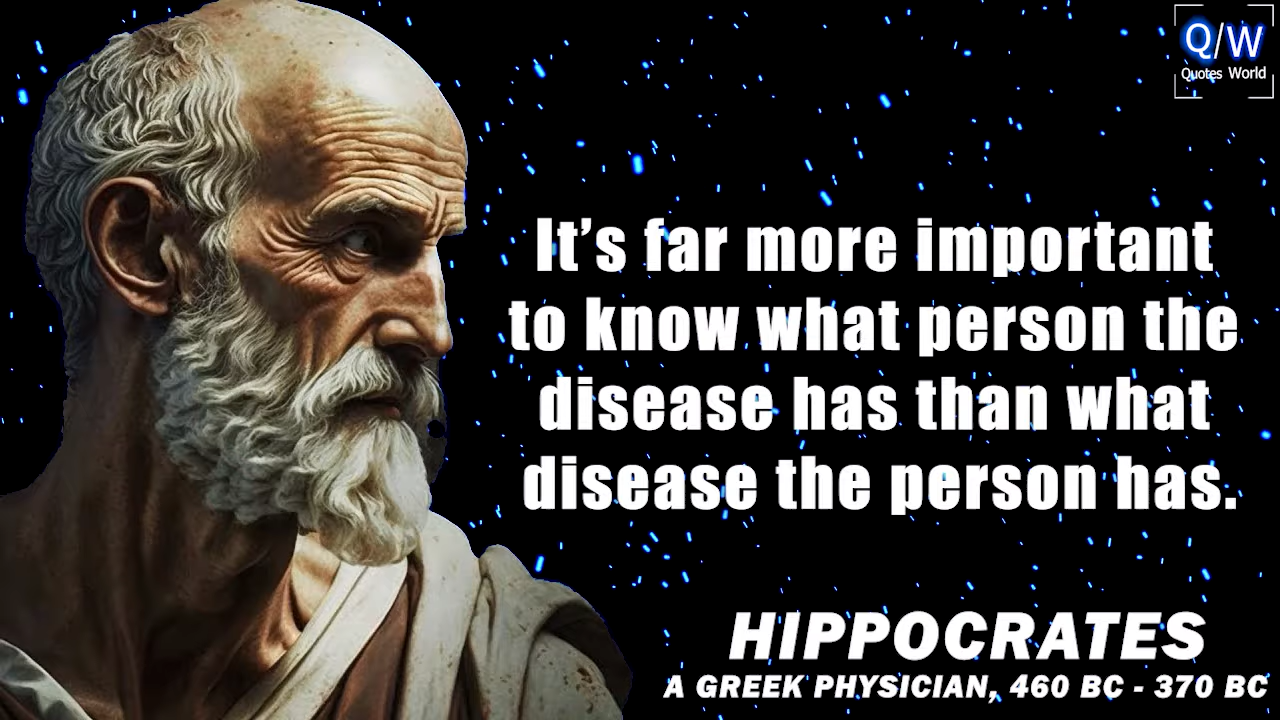 Q/W
Quotes World
It’s far more important
to know what person the
disease has than what
disease the person has.
HIPPOCRATES
A GREEK PHYSICIAN, 460 BC - 370 BC